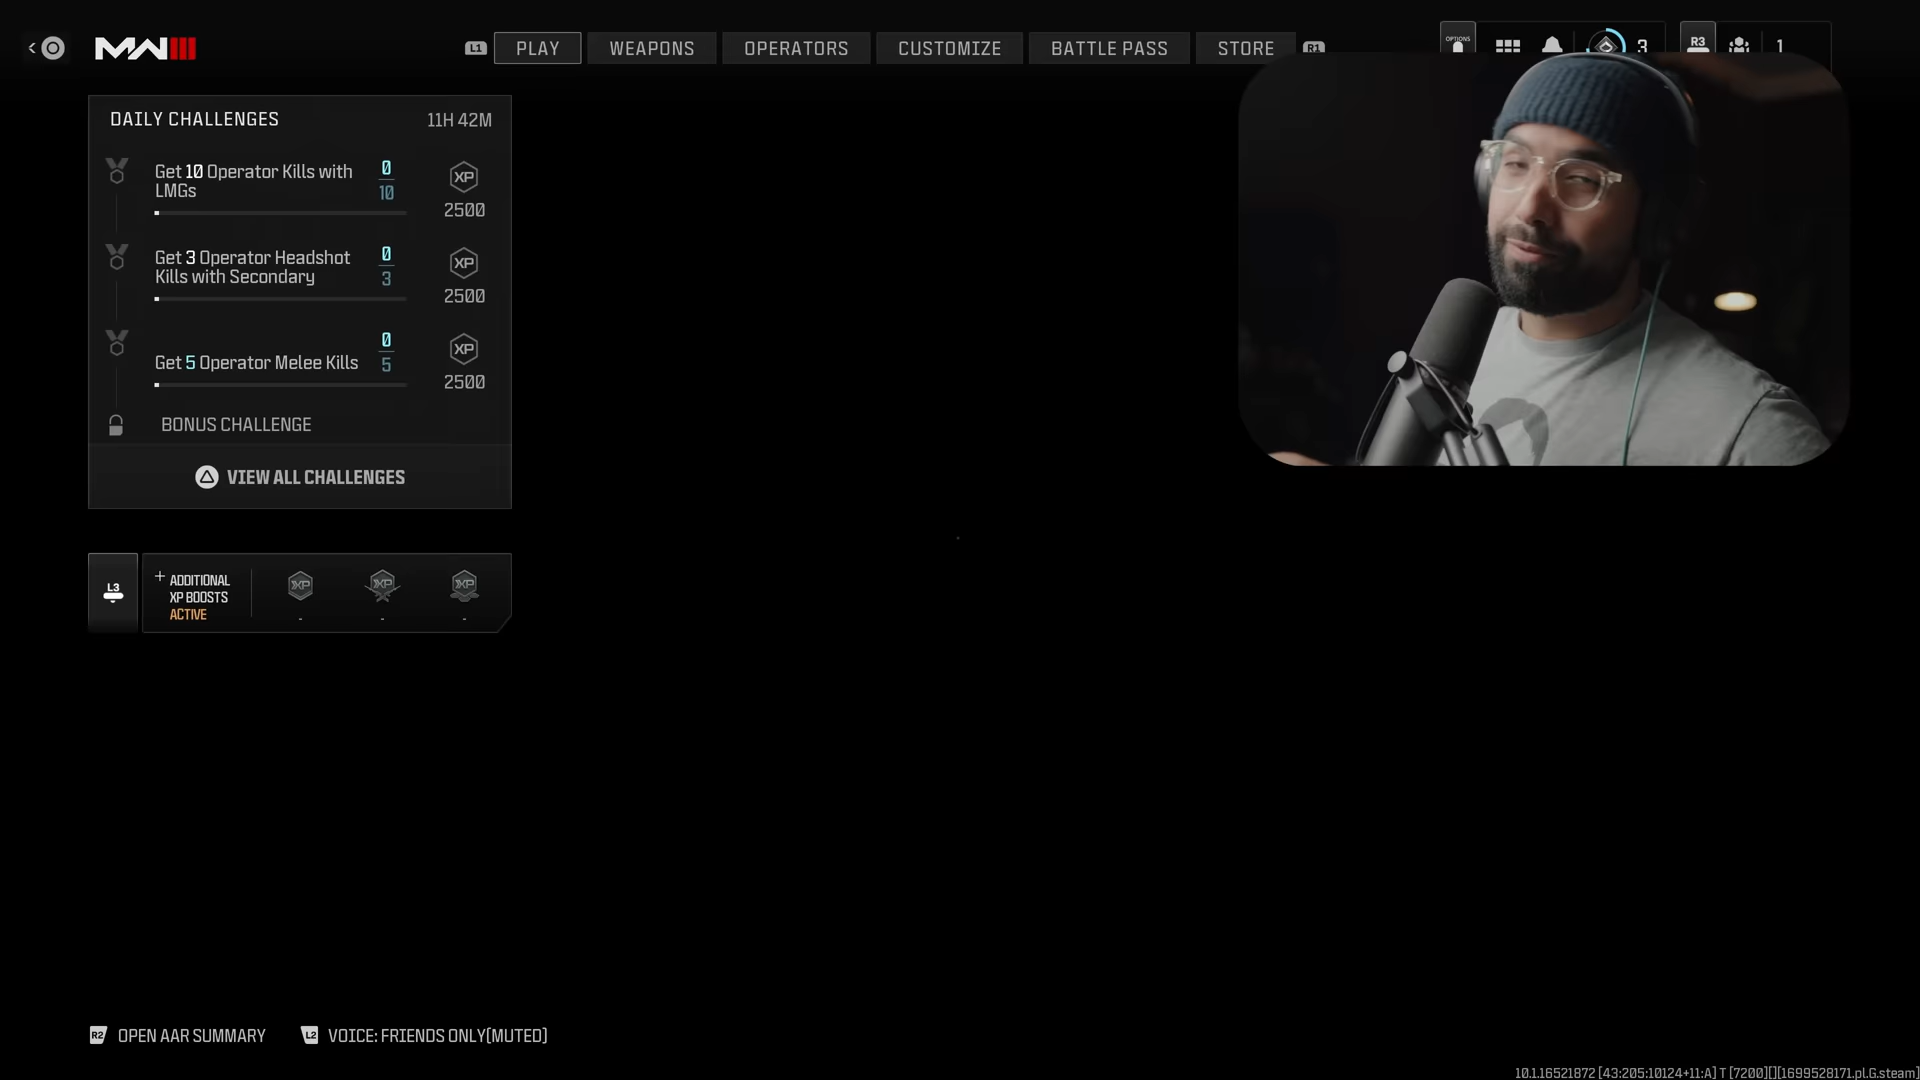 MWIII
L1 PLAY WEAPONS OPERATORS CUSTOMIZE BATTLE PASS STORE R1
OPTIONS 3 R3 1
DAILY CHALLENGES 11H 42M
Get 10 Operator Kills with
LMGs
0
10
XP
2500
Get 3 Operator Headshot
Kills with Secondary
0
3
XP
2500
Get 5 Operator Melee Kills
0
5
XP
2500
BONUS CHALLENGE
VIEW ALL CHALLENGES
L3
+ ADDITIONAL
XP BOOSTS
ACTIVE
XP XP XP
- - -
R2 OPEN AAR SUMMARY L2 VOICE: FRIENDS ONLY(MUTED)
10.1.16521872 [43:205:10124+11:A] T [7200][][1699528171.pl.G.steam]